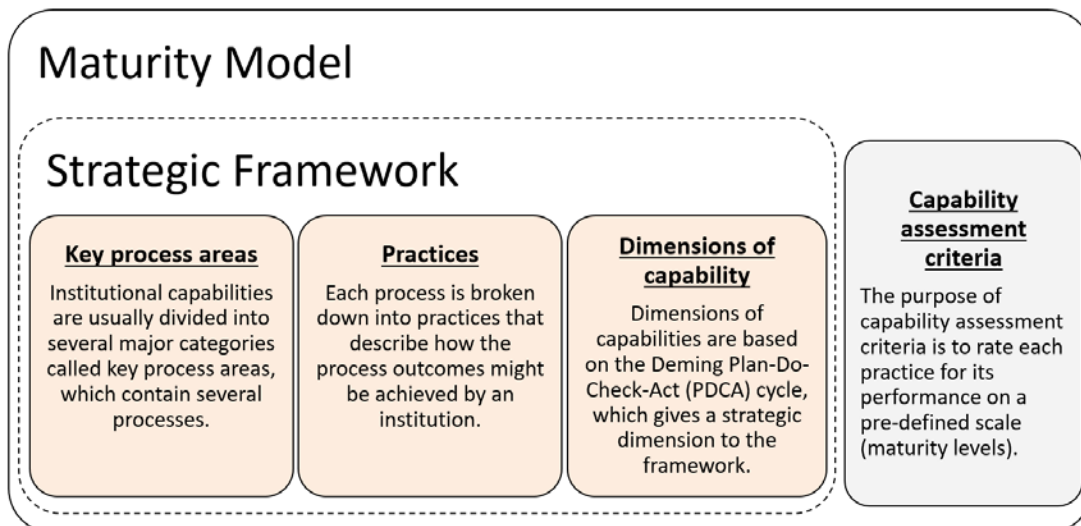 Maturity Model
Strategic Framework
Key process areas
Institutional capabilities
are usually divided into
several major categories
called key process areas,
which contain several
processes.
Practices
Each process is broken
down into practices that
describe how the
process outcomes might
be achieved by an
institution.
Dimensions of
capability
Dimensions of
capabilities are based
on the Deming Plan-Do-
Check-Act (PDCA) cycle,
which gives a strategic
dimension to the
framework.
Capability
assessment
criteria
The purpose of
capability assessment
criteria is to rate each
practice for its
performance on a
pre-defined scale
(maturity levels).